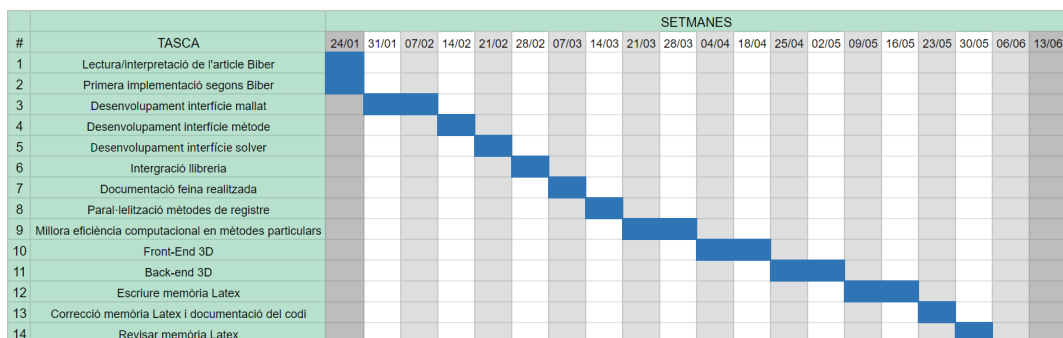 SETMANES
# TASCA 24/01 31/01 07/02 14/02 21/02 28/02 07/03 14/03 21/03 28/03 04/04 18/04 25/04 02/05 09/05 16/05 23/05 30/05 06/06 13/06
1 Lectura/interpretació de l'article Biber
2 Primera implementació segons Biber
3 Desenvolupament interfície mallat
4 Desenvolupament interfície mètode
5 Desenvolupament interfície solver
6 Intergració llibreria
7 Documentació feina realitzada
8 Paral·lelització mètodes de registre
9 Millora eficiència computacional en mètodes particulars
10 Front-End 3D
11 Back-end 3D
12 Escriure memòria Latex
13 Correcció memòria Latex i documentació del codi
14 Revisar memòria Latex